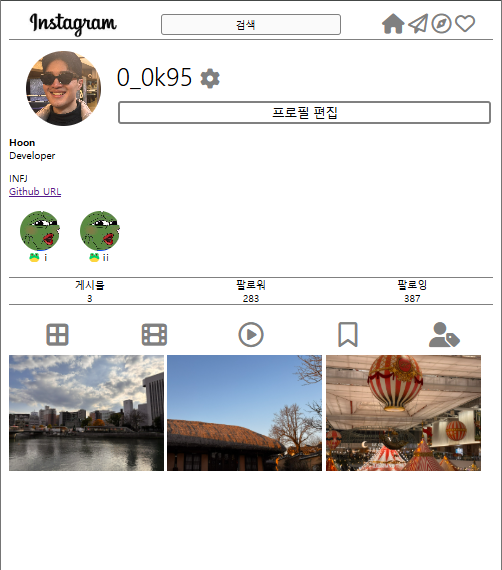 Instagram
검색
0_0k95
프로필 편집
Hoon
Developer
INFJ
Github URL
🐸 i
🐸 ii
게시물 팔로워 팔로잉
3 283 387